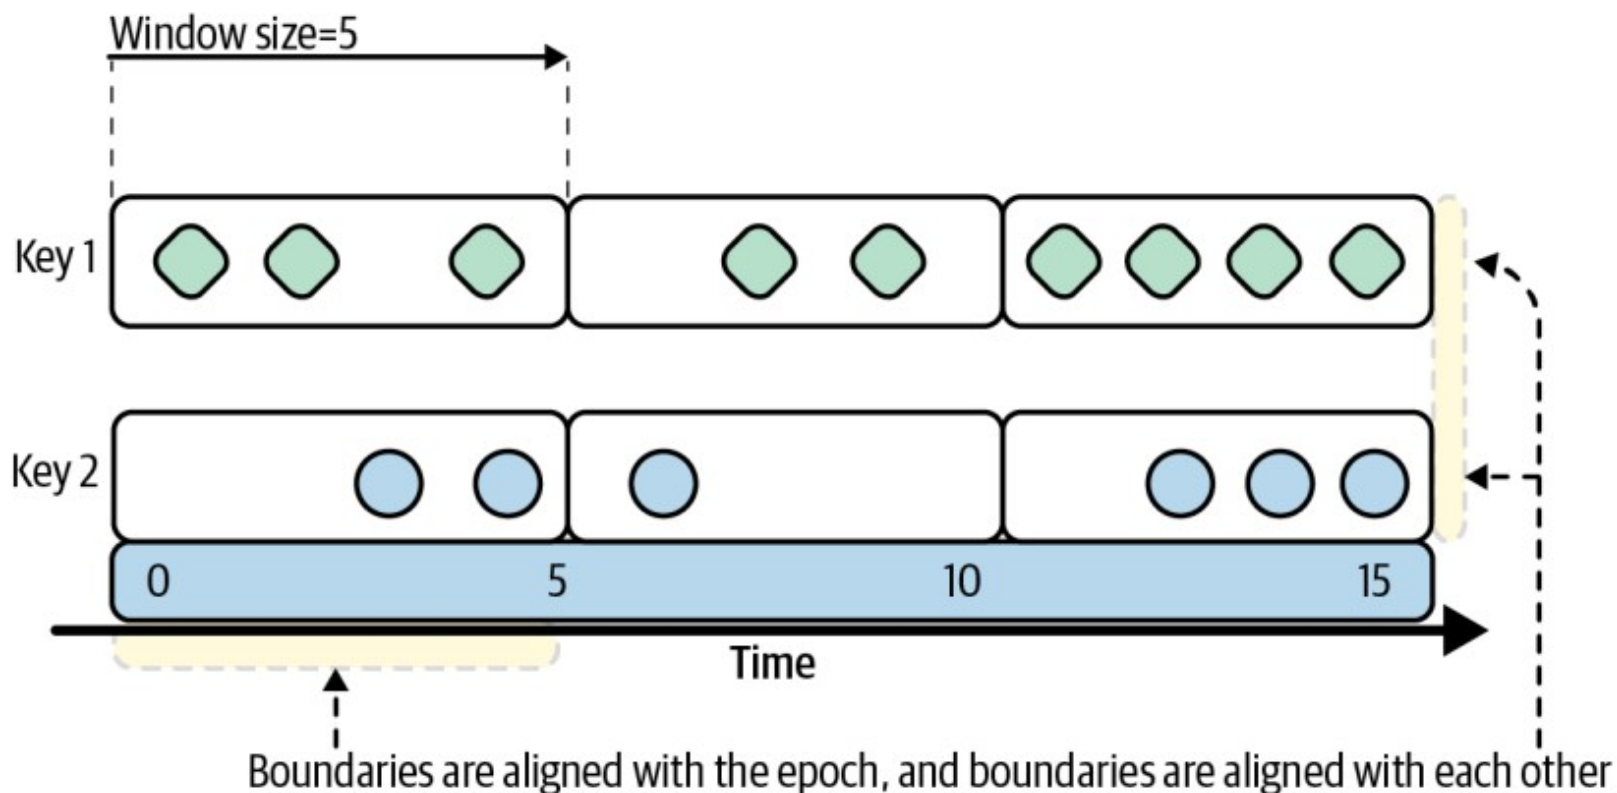 Window size=5
Key 1
Key 2
0 5 10 15
Time
Boundaries are aligned with the epoch, and boundaries are aligned with each other